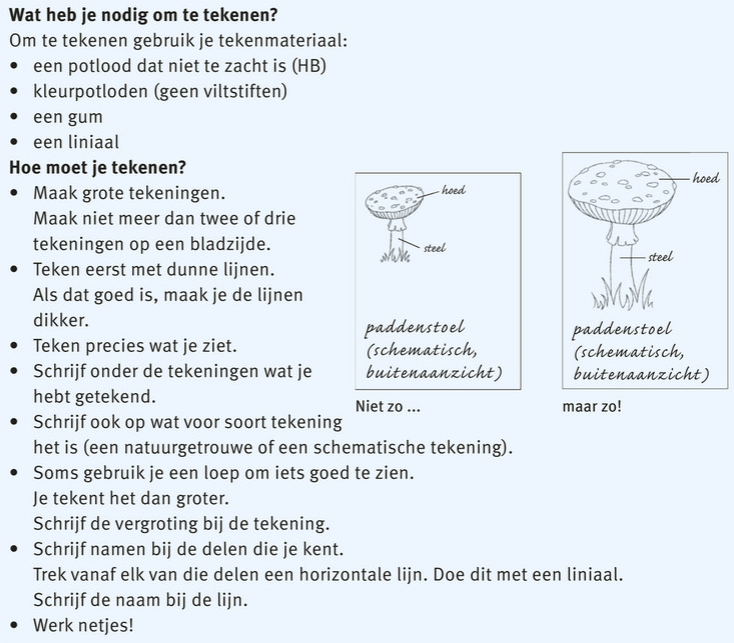 Wat heb je nodig om te tekenen?
Om te tekenen gebruik je tekenmateriaal:
• een potlood dat niet te zacht is (HB)
• kleurpotloden (geen viltstiften)
• een gum
• een liniaal
Hoe moet je tekenen?
• Maak grote tekeningen.
Maak niet meer dan twee of drie
tekeningen op een bladzijde.
• Teken eerst met dunne lijnen.
Als dat goed is, maak je de lijnen
dikker.
• Teken precies wat je ziet.
• Schrijf onder de tekeningen wat je
hebt getekend.
• Schrijf ook op wat voor soort tekening
het is (een natuurgetrouwe of een schematische tekening).
• Soms gebruik je een loep om iets goed te zien.
Je tekent het dan groter.
Schrijf de vergroting bij de tekening.
• Schrijf namen bij de delen die je kent.
Trek vanaf elk van die delen een horizontale lijn. Doe dit met een liniaal.
Schrijf de naam bij de lijn.
• Werk netjes!
hoed
steel
paddenstoel
(schematisch,
buitenaanzicht)
Niet zo ...
hoed
steel
paddenstoel
(schematisch,
buitenaanzicht)
maar zo!